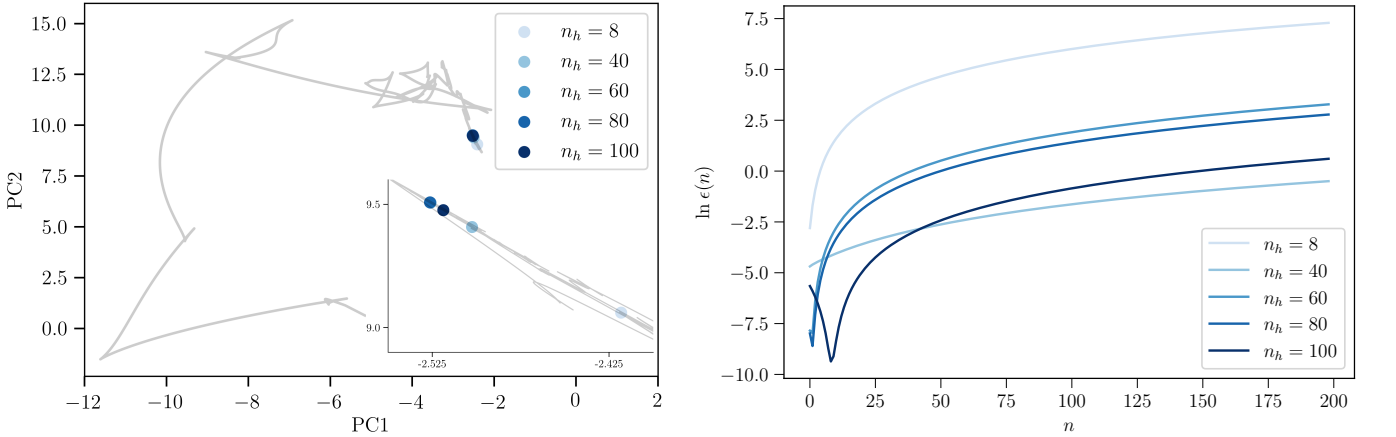 15.0
12.5
10.0
7.5
5.0
2.5
0.0
PC2
−12
−10
−8
−6
−4
−2
0
2
PC1
n_h = 8
n_h = 40
n_h = 60
n_h = 80
n_h = 100
9.5
9.0
-2.525
-2.425
7.5
5.0
2.5
0.0
−2.5
−5.0
−7.5
−10.0
ln ϵ(n)
0
25
50
75
100
125
150
175
200
n
n_h = 8
n_h = 40
n_h = 60
n_h = 80
n_h = 100